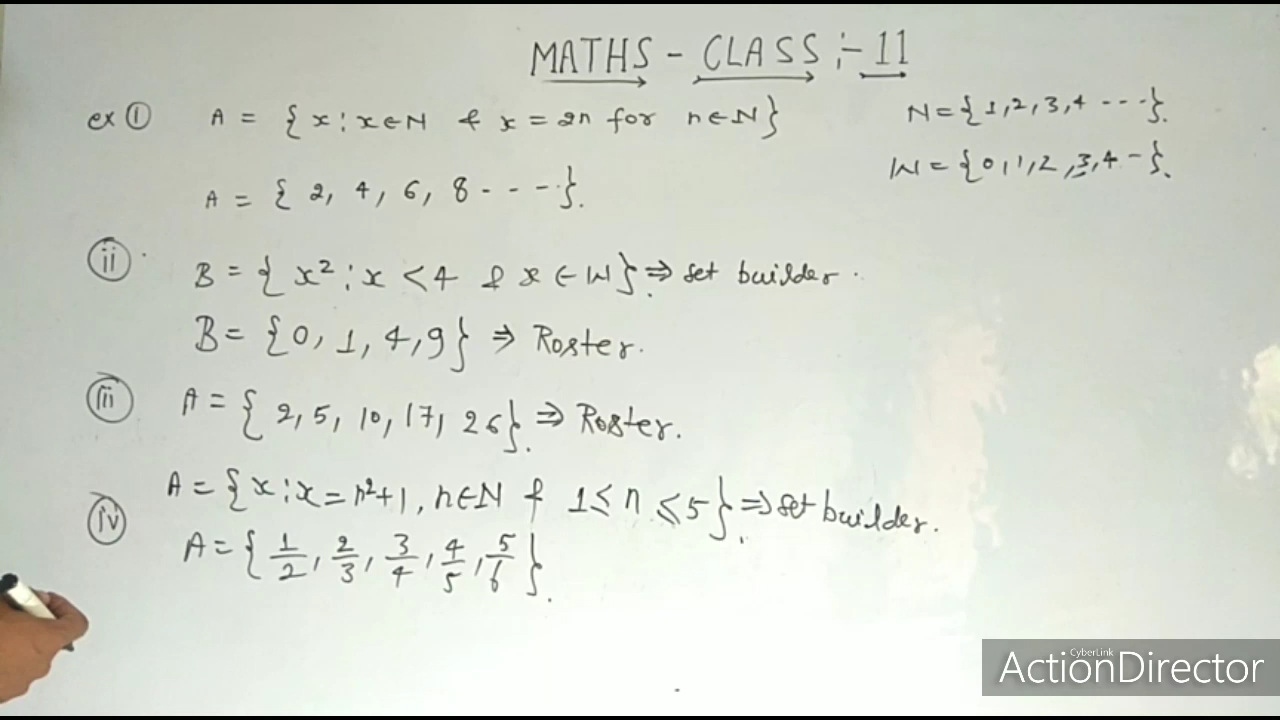 MATHS - CLASS :- 11
ex ① A = {x : x ∈ N & x = 2n for n ∈ N}
N = {1, 2, 3, 4 ---}.
W = {0, 1, 2, 3, 4 -}.
A = {2, 4, 6, 8 - - -}.
ⓘⓘ B = {x² : x < 4 & x ∈ W}. ⇒ set builder.
B = {0, 1, 4, 9} ⇒ Roster.
(iii) A = {2, 5, 10, 17, 26}. ⇒ Roster.
A = {x : x = n²+1, n ∈ N & 1 ≤ n ≤ 5}. ⇒ set builder.
(iv) A = {1/2, 2/3, 3/4, 4/5, 5/6}.
CyberLink
ActionDirector